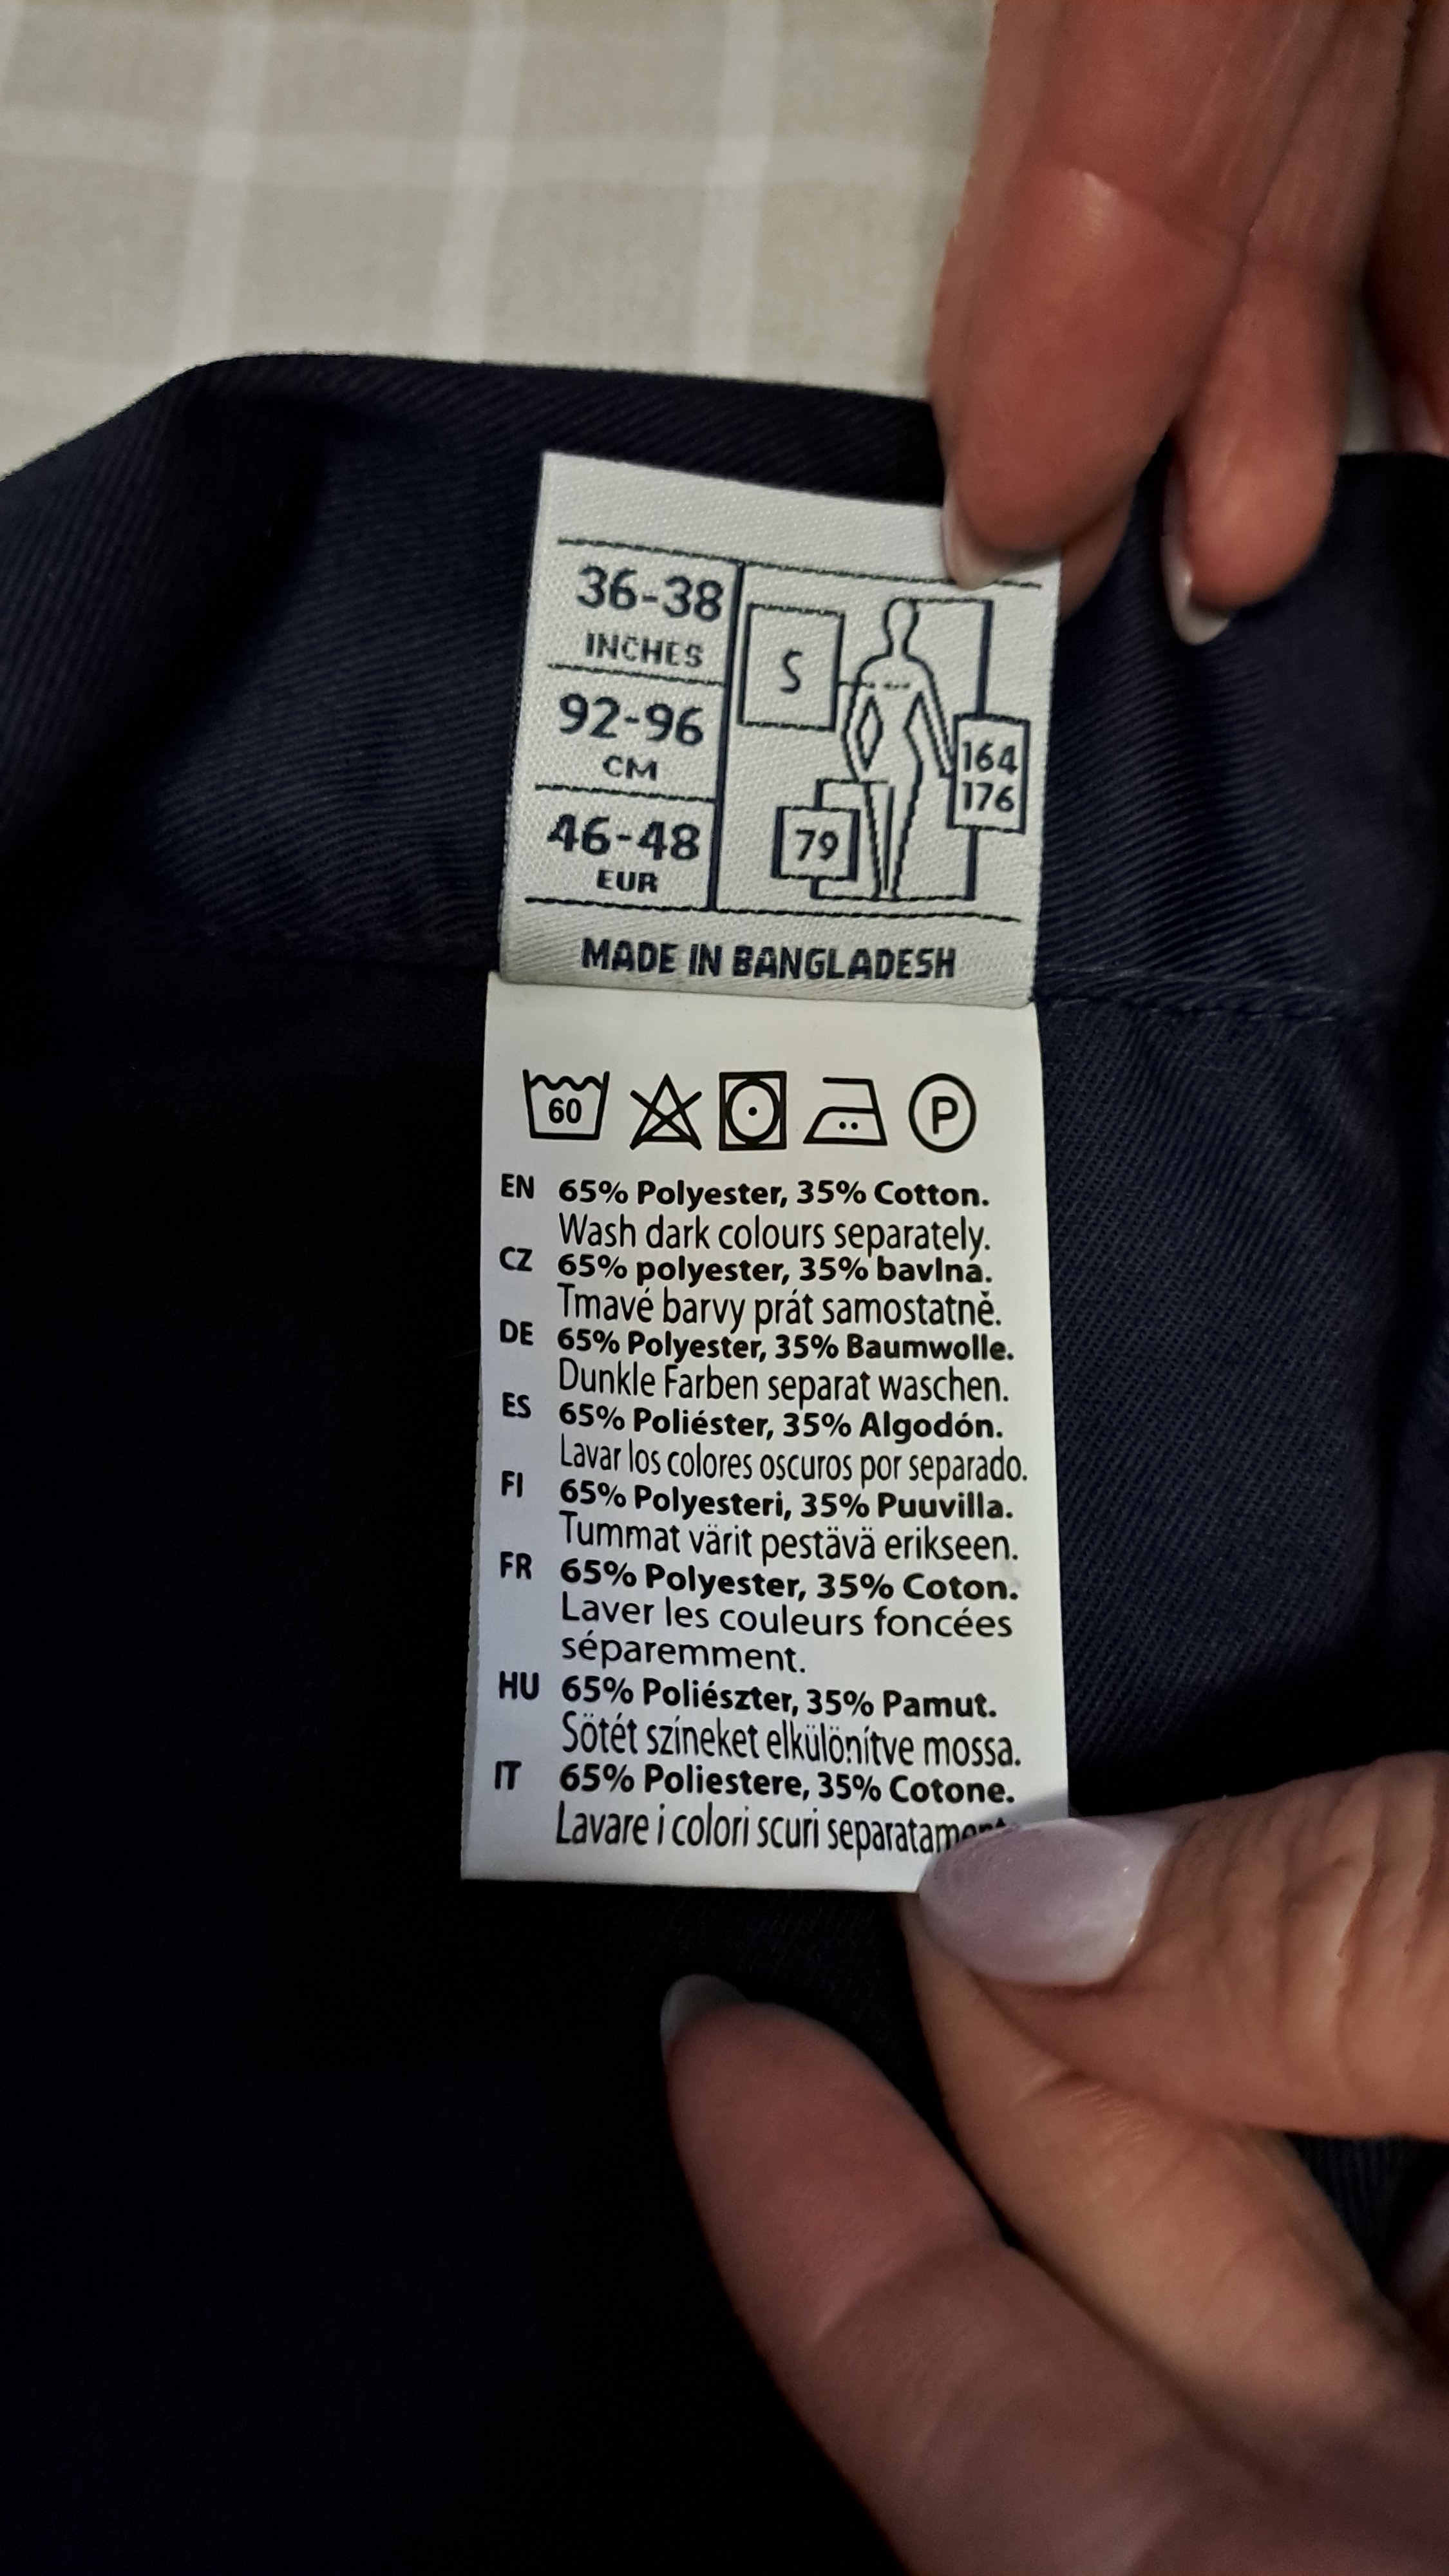 36-38
INCHES
92-96
CM
46-48
EUR
S
164
176
79
MADE IN BANGLADESH
60
P
EN 65% Polyester, 35% Cotton.
Wash dark colours separately.
CZ 65% polyester, 35% bavlna.
Tmavé barvy prát samostatně.
DE 65% Polyester, 35% Baumwolle.
Dunkle Farben separat waschen.
ES 65% Poliéster, 35% Algodón.
Lavar los colores oscuros por separado.
FI 65% Polyesteri, 35% Puuvilla.
Tummat värit pestävä erikseen.
FR 65% Polyester, 35% Coton.
Laver les couleurs foncées
séparemment.
HU 65% Poliészter, 35% Pamut.
Sötét színeket elkülönítve mossa.
IT 65% Poliestere, 35% Cotone.
Lavare i colori scuri